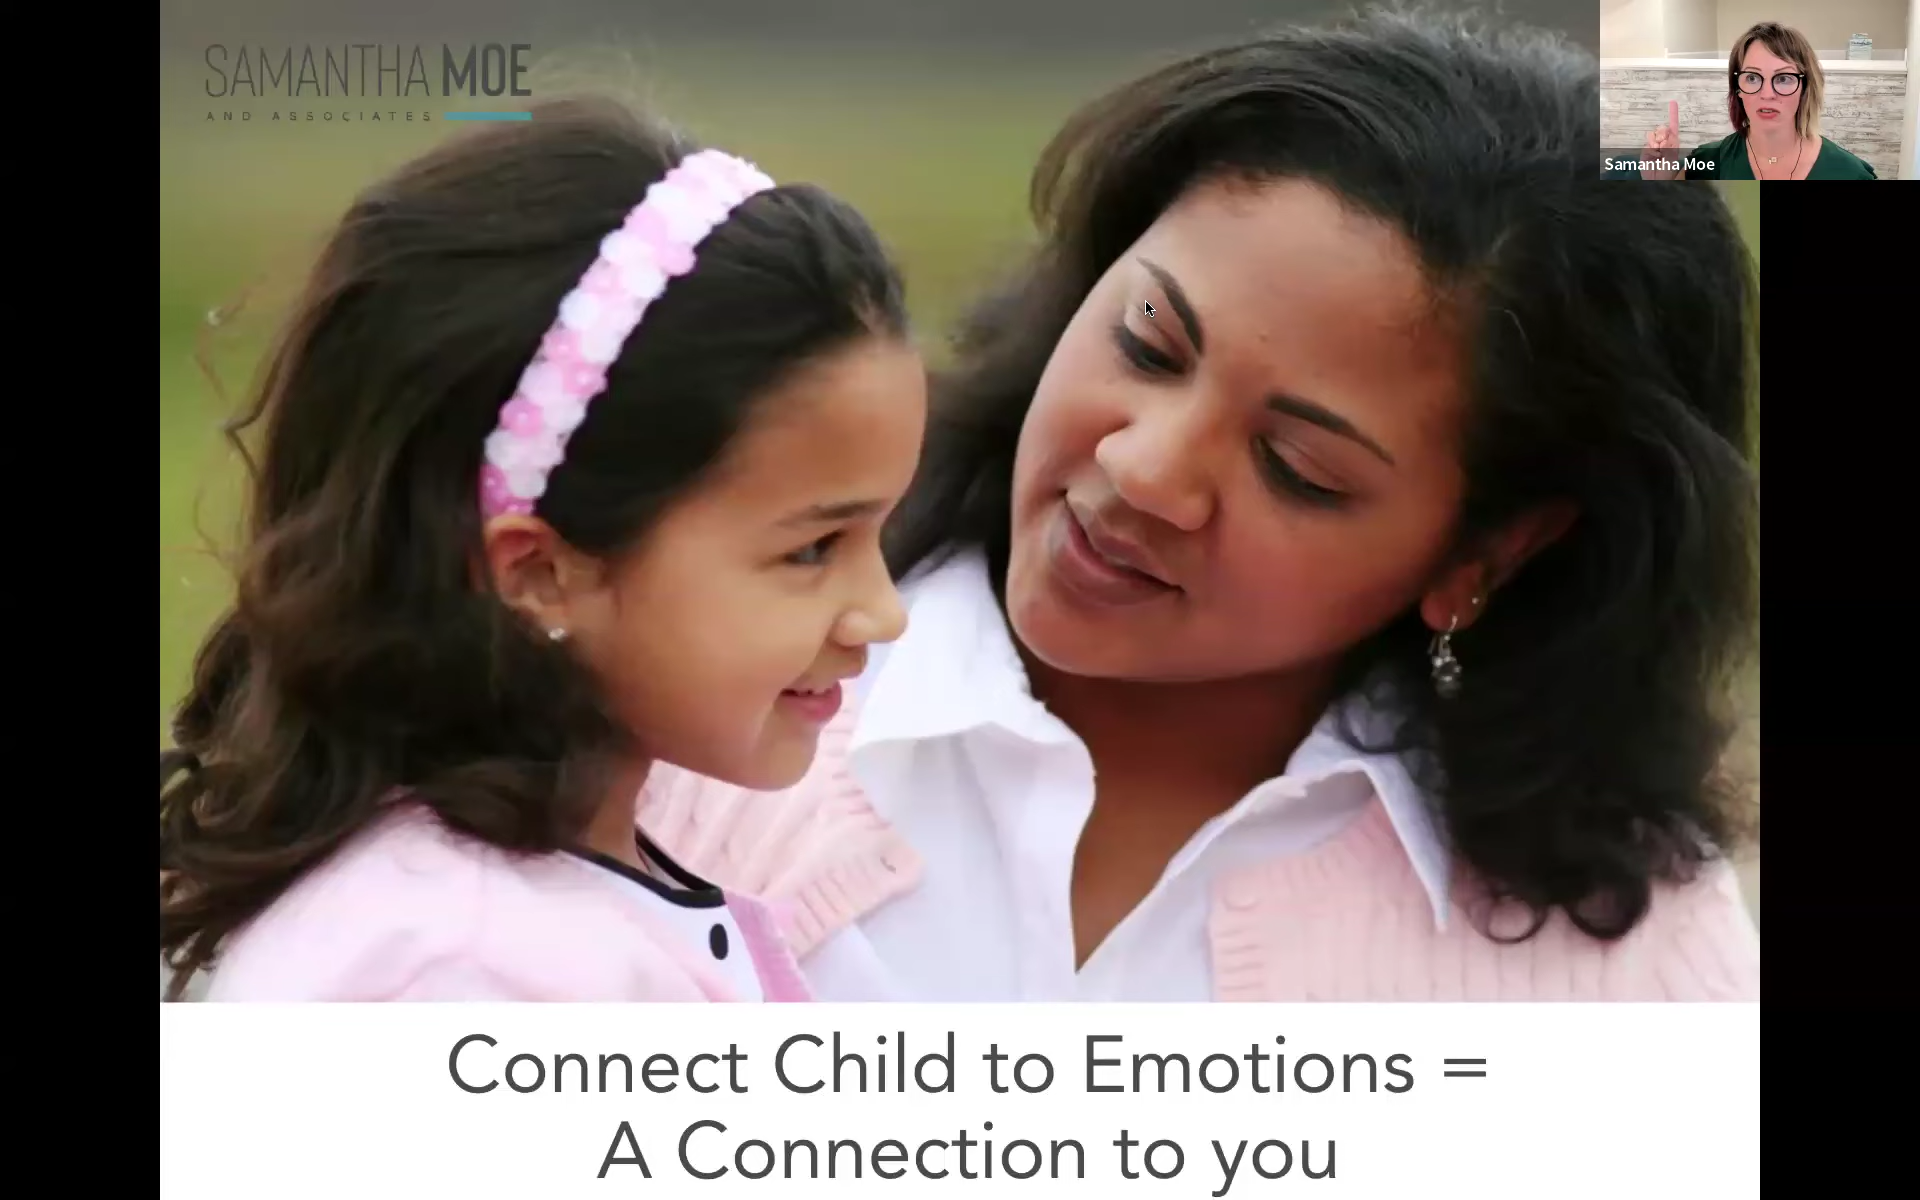 SAMANTHA MOE
AND ASSOCIATES
Samantha Moe
Connect Child to Emotions =
A Connection to you